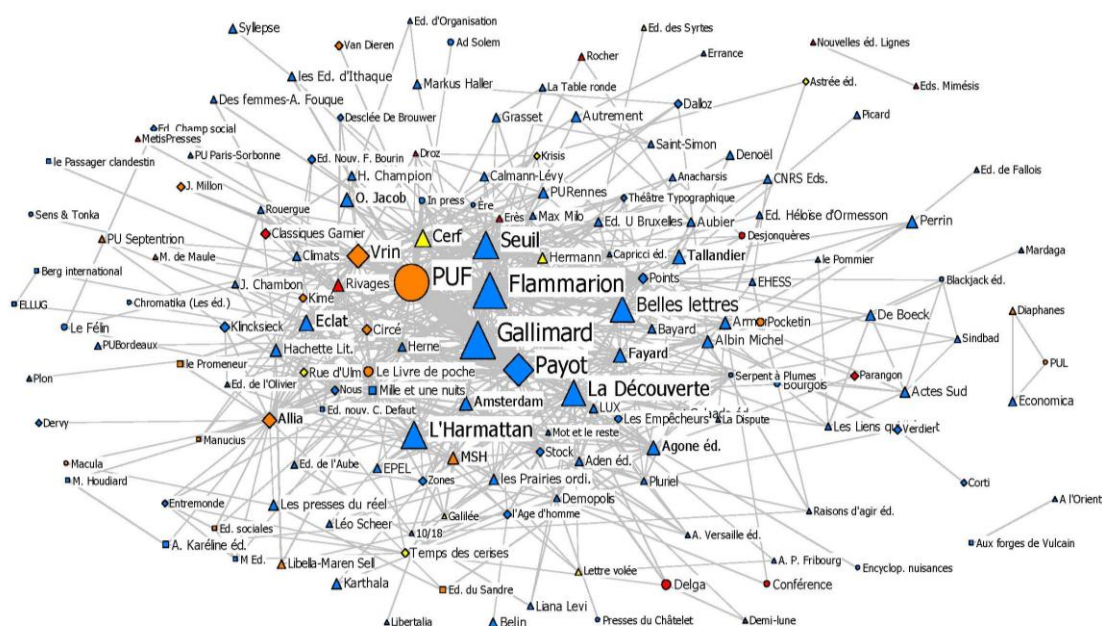 Ed. d'Organisation
Syllepse
Van Dieren
Ad Solem
Ed. des Syrtes
Nouvelles éd. Lignes
Errance
Rocher
les Ed. d'Ithaque
Markus Haller
La Table ronde
Astrée éd.
Eds. Mimésis
Des femmes-A. Fouque
Dalloz
Desclée De Brouwer
Grasset
Autrement
Picard
Ed. Champ social
MetisPresses
Saint-Simon
PU Paris-Sorbonne
Ed. Nouv. F. Bourin
Droz
Krisis
Denoël
le Passager clandestin
H. Champion
Calmann-Lévy
Anacharsis
CNRS Eds.
Ed. de Fallois
J. Millon
O. Jacob
In press
PURennes
Théâtre Typographique
Ere
Sens & Tonka
Rouergue
Erès
Max Milo
Ed. U Bruxelles
Aubier
Ed. Héloïse d'Ormesson
Perrin
Classiques Garnier
Cerf
Desjonquères
PU Septentrion
Seuil
M. de Maule
Climats
Vrin
Hermann
Capricci éd.
Tallandier
le Pommier
Mardaga
Berg international
J. Chambon
Rivages
PUF
Flammarion
Points
EHESS
Blackjack éd.
ELLUG
Chromatika (Les éd.)
Kimé
Belles lettres
Diaphanes
Le Félin
Klincksieck
Eclat
Circé
Bayard
Pocketin
De Boeck
PUBordeaux
Hachette Lit.
Herne
Gallimard
Fayard
Albin Michel
Sindbad
le Promeneur
PUL
Plon
Rue d'Ulm
Le Livre de poche
Payot
Serpent à Plumes
Parangon
Ed. de l'Olivier
Nous
Mille et une nuits
La Découverte
Bourgois
Actes Sud
Economica
Dervy
Allia
Ed. nouv. C. Defaut
Amsterdam
LUX
Les Empêcheurs
La Dispute
Les Liens qui
Verdiert
Manucius
L'Harmattan
Mot et le reste
Agone éd.
Macula
Ed. de l'Aube
EPEL
MSH
Stock
Aden éd.
M. Houdiard
Zones
les Prairies ordi.
Pluriel
Corti
Entremonde
Les presses du réel
Demopolis
A l'Orient
Ed. sociales
Léo Scheer
Galilée
l'Age d'homme
Raisons d'agir éd.
A. Karéline éd.
10/18
A. Versaille éd.
Aux forges de Vulcain
M Ed.
Libella-Maren Sell
Temps des cerises
A. P. Fribourg
Encyclop. nuisances
Karthala
Ed. du Sandre
Lettre volée
Delga
Conférence
Liana Levi
Libertalia
Belin
Presses du Châtelet
Demi-lune